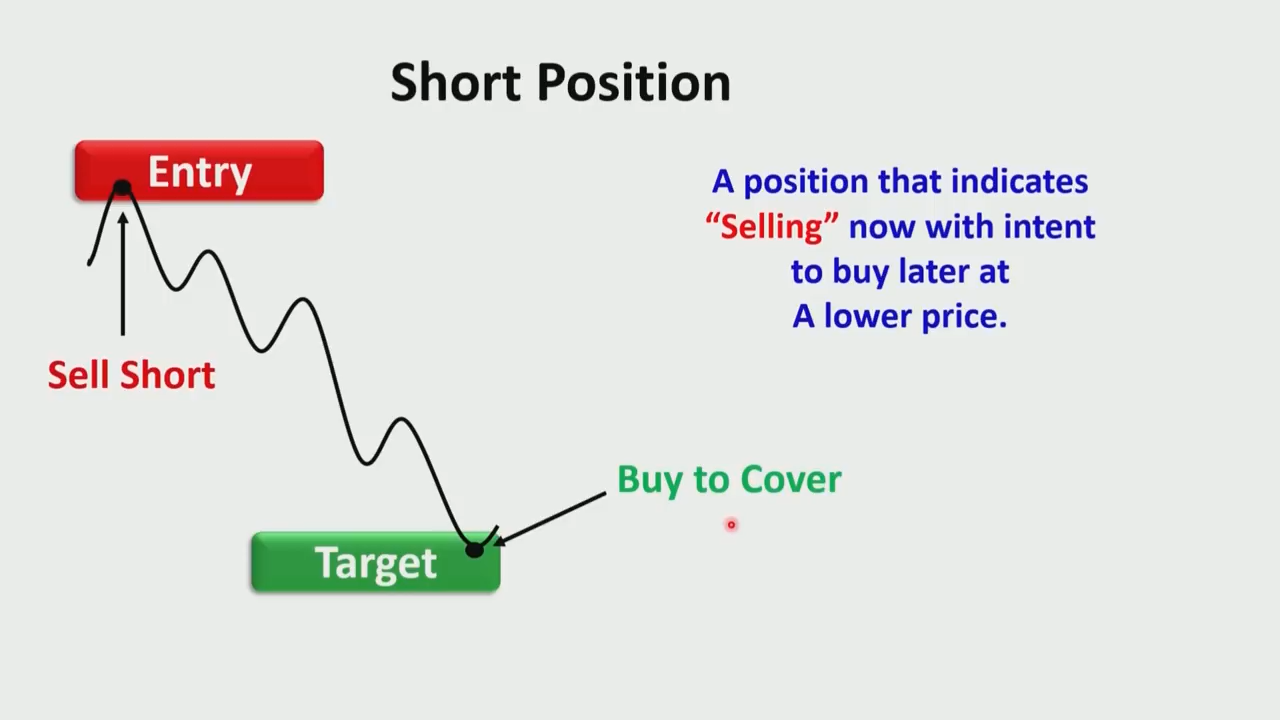 Short Position
Entry
A position that indicates
“Selling” now with intent
to buy later at
A lower price.
Sell Short
Buy to Cover
Target